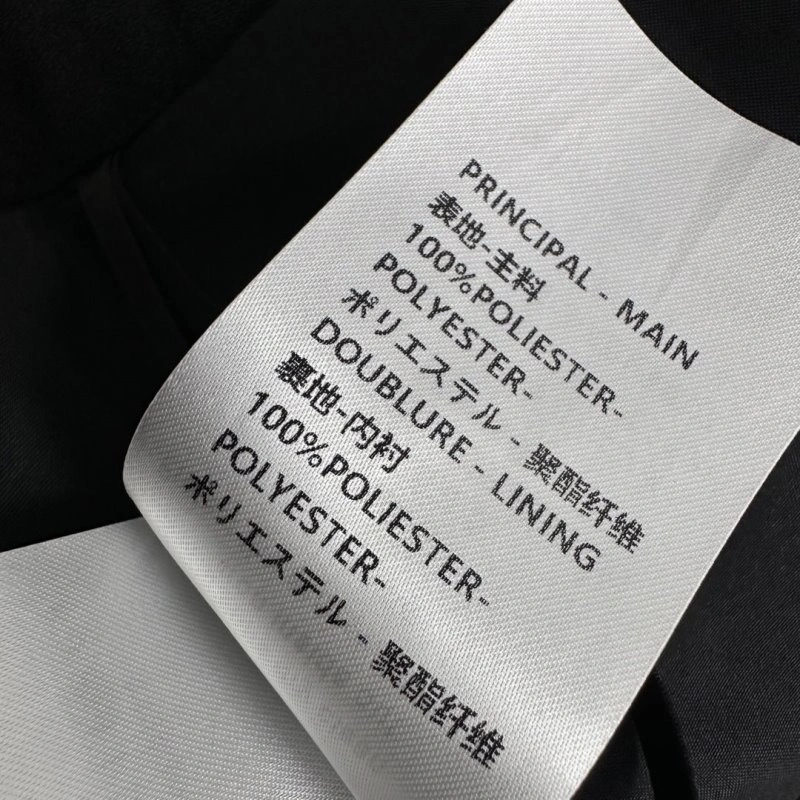 PRINCIPAL - MAIN
表地-主料
100%POLIESTER-
POLYESTER-
ポリエステル - 聚酯纤维
DOUBLURE - LINING
裏地-内衬
100%POLIESTER-
POLYESTER-
ポリエステル - 聚酯纤维